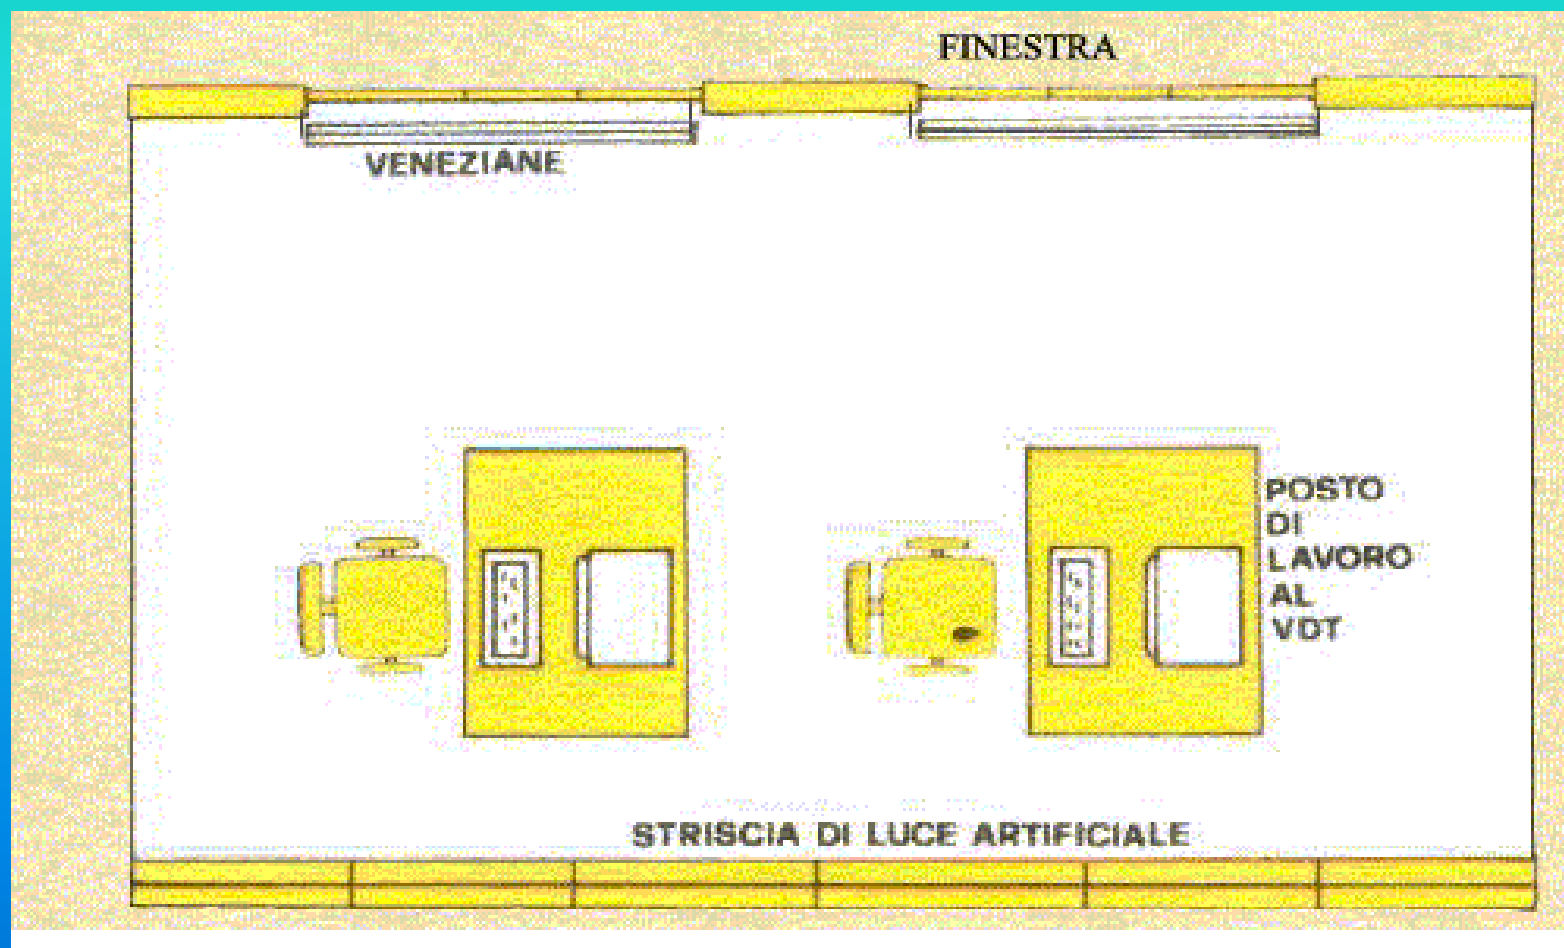 FINESTRA
VENEZIANE
POSTO
DI
LAVORO
AL
VDT
STRISCIA DI LUCE ARTIFICIALE